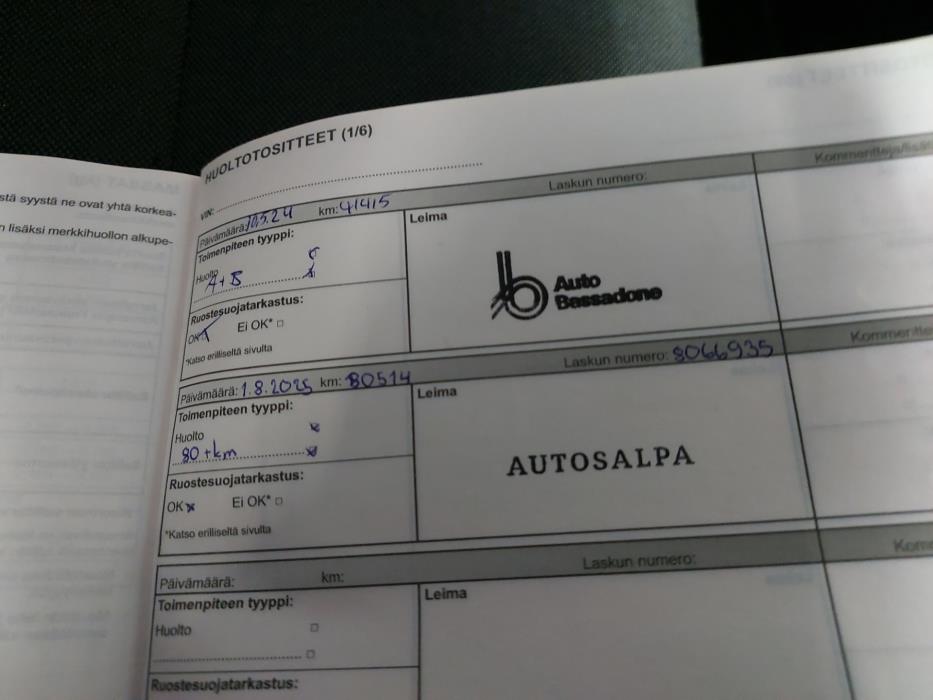 stä syystä ne ovat yhtä korkea-
n lisäksi merkkihuollon alkupe-
HUOLTOTOSITTEET (1/6)
VIN:
Päivämäärä: 10.5.24 km: 41415 Laskun numero:
Toimenpiteen tyyppi:
Huolto
A+B
Ruostesuojatarkastus:
OK Ei OK*
*Katso erilliseltä sivulta
Leima
Auto
Bassadone
Päivämäärä: 1.8.2025 km: 80514 Laskun numero: 8066935
Toimenpiteen tyyppi:
Huolto
80 tkm
Ruostesuojatarkastus:
OK Ei OK*
*Katso erilliseltä sivulta
Leima
AUTOSALPA
Päivämäärä: km: Laskun numero:
Toimenpiteen tyyppi:
Huolto
Ruostesuojatarkastus:
Leima